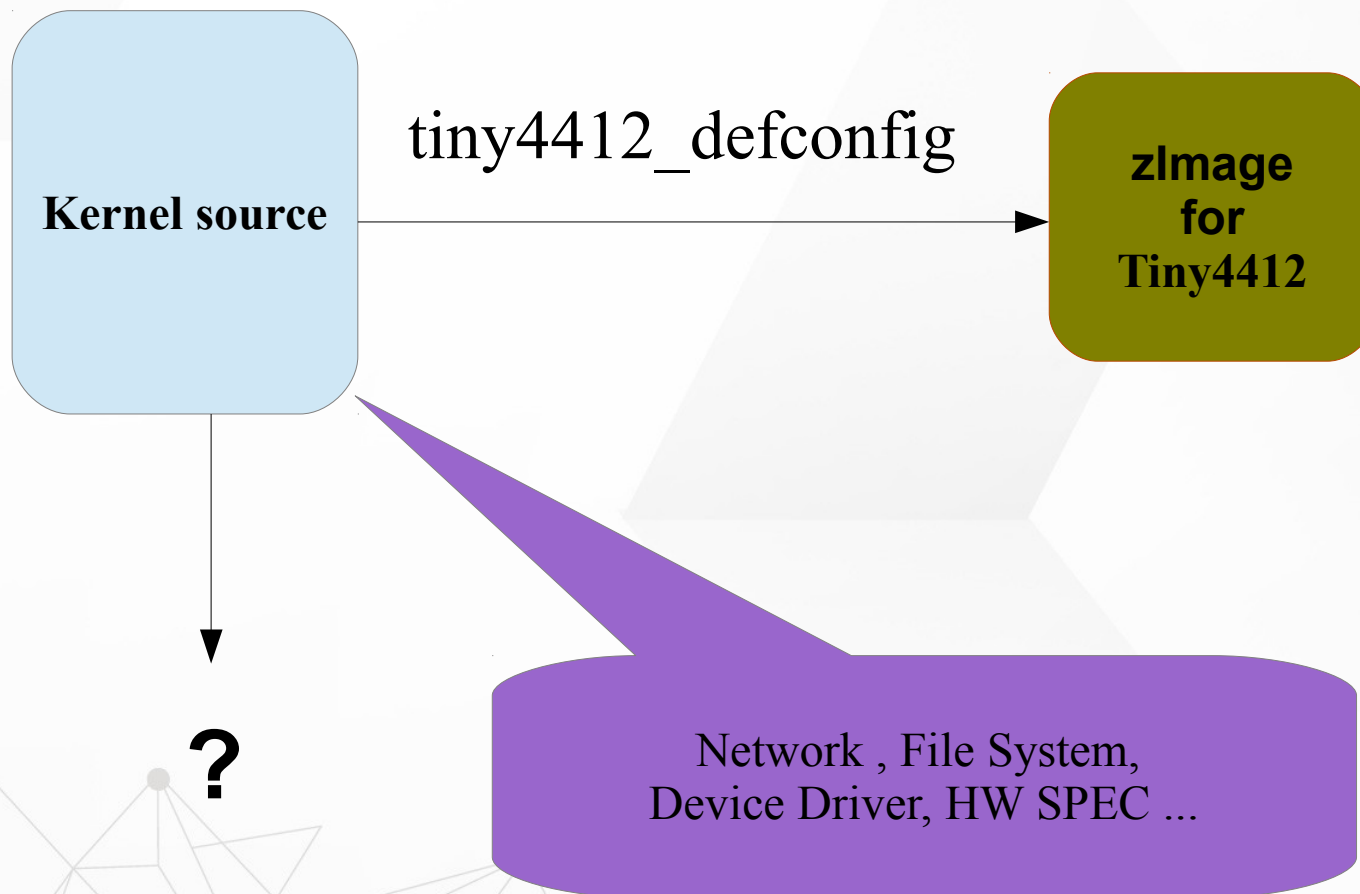 Kernel source
tiny4412_defconfig
zImage
for
Tiny4412
?
Network , File System,
Device Driver, HW SPEC ...